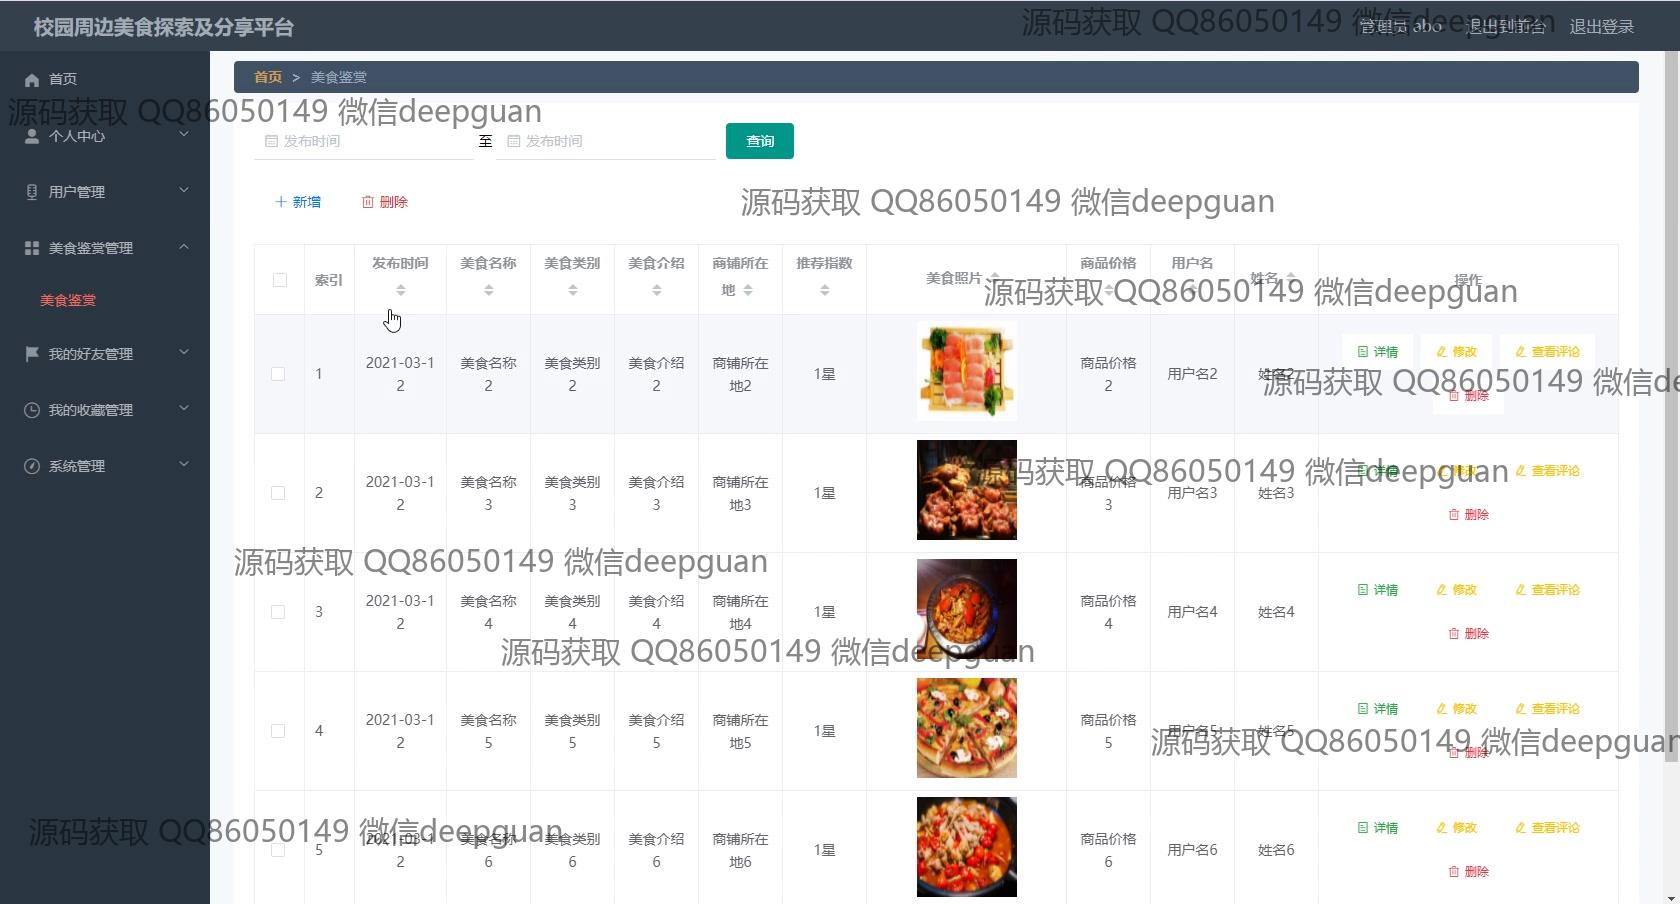 校园周边美食探索及分享平台
管理员 abo 退出到前台 退出登录
源码获取 QQ86050149 微信deepguan
首页
首页 > 美食鉴赏
源码获取 QQ86050149 微信deepguan
个人中心
发布时间 至 发布时间 查询
用户管理
新增 删除
源码获取 QQ86050149 微信deepguan
美食鉴赏管理
美食鉴赏
我的好友管理
我的收藏管理
系统管理
索引 发布时间 美食名称 美食类别 美食介绍 商铺所在地 推荐指数 美食照片 商品价格 用户名 姓名 操作
源码获取 QQ86050149 微信deepguan
1 2021-03-12 美食名称2 美食类别2 美食介绍2 商铺所在地2 1星 商品价格2 用户名2 姓名2 详情 修改 查看评论 删除
源码获取 QQ86050149 微信de
2 2021-03-12 美食名称3 美食类别3 美食介绍3 商铺所在地3 1星 商品价格3 用户名3 姓名3 详情 修改 查看评论 删除
源码获取 QQ86050149 微信deepguan
源码获取 QQ86050149 微信deepguan
3 2021-03-12 美食名称4 美食类别4 美食介绍4 商铺所在地4 1星 商品价格4 用户名4 姓名4 详情 修改 查看评论 删除
源码获取 QQ86050149 微信deepguan
4 2021-03-12 美食名称5 美食类别5 美食介绍5 商铺所在地5 1星 商品价格5 用户名5 姓名5 详情 修改 查看评论 删除
源码获取 QQ86050149 微信deepguan
5 2021-03-12 美食名称6 美食类别6 美食介绍6 商铺所在地6 1星 商品价格6 用户名6 姓名6 详情 修改 查看评论 删除
源码获取 QQ86050149 微信deepguan